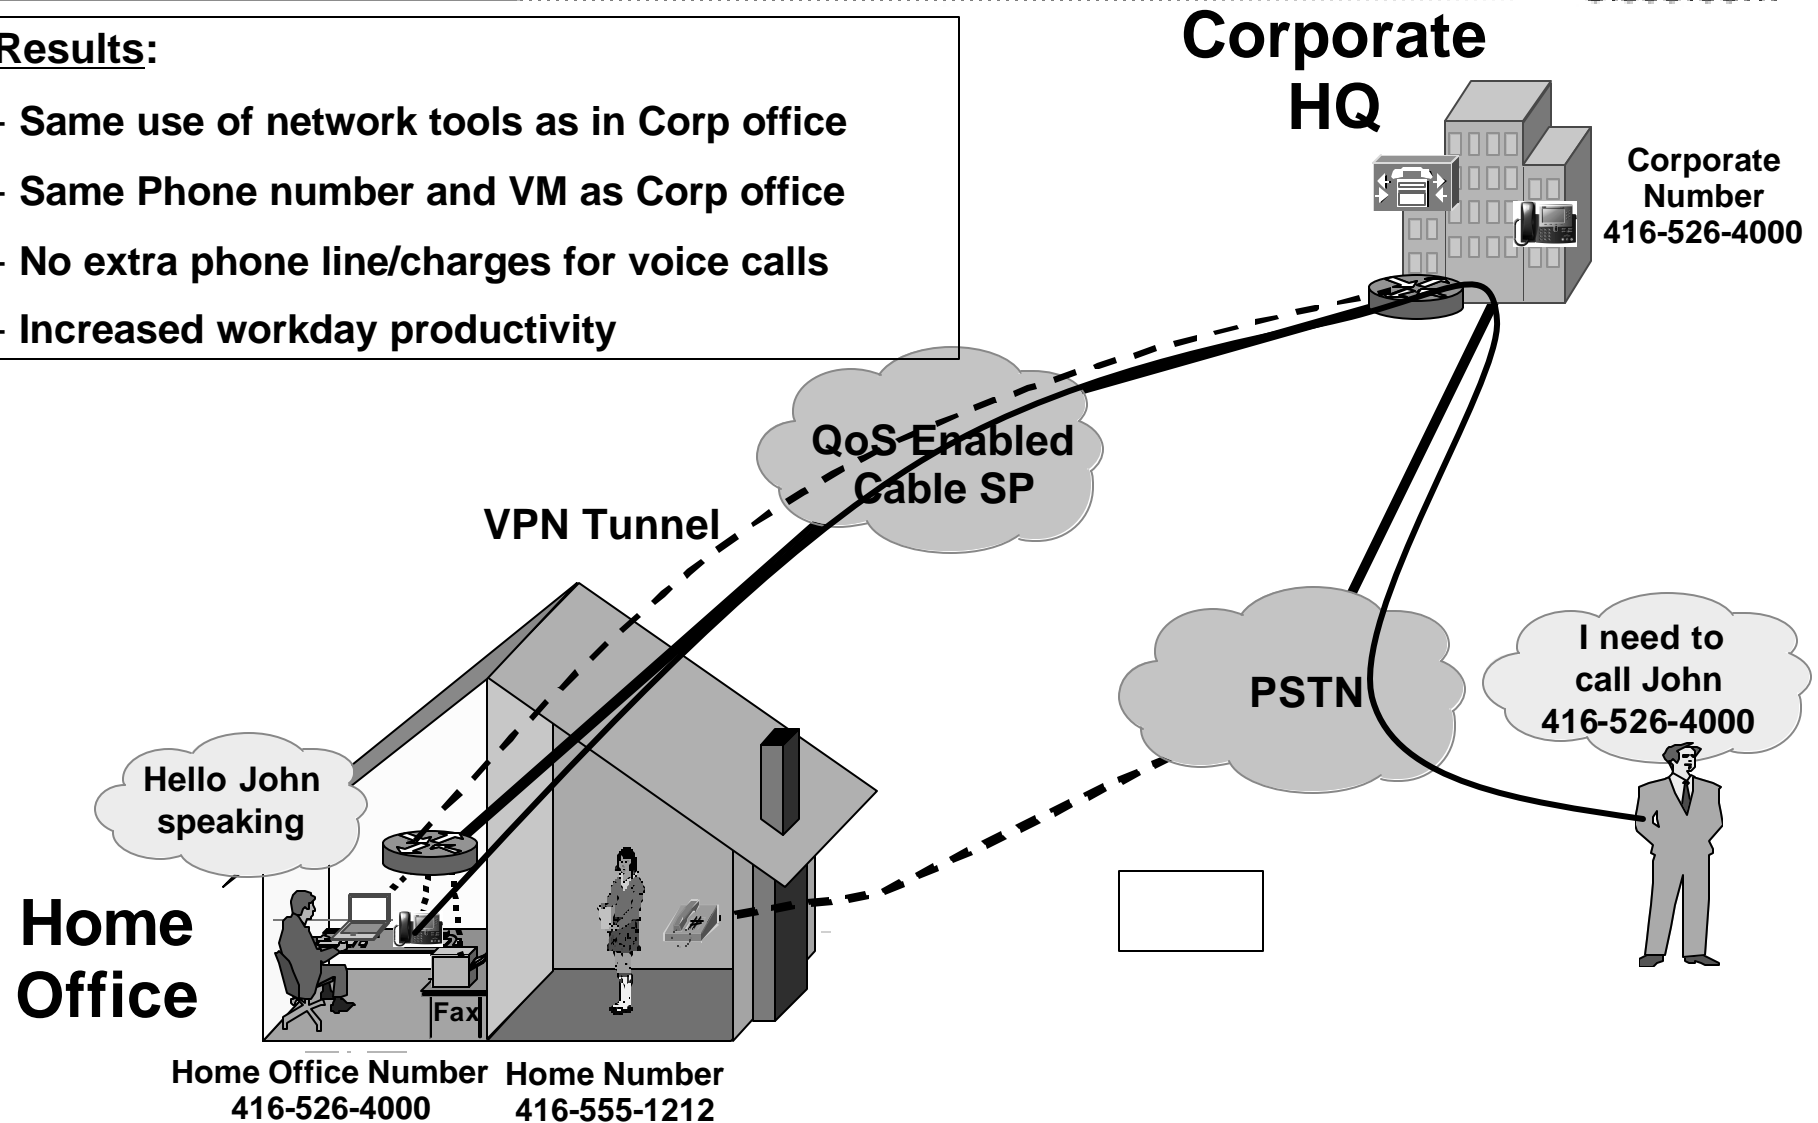 Results:
- Same use of network tools as in Corp office
- Same Phone number and VM as Corp office
- No extra phone line/charges for voice calls
- Increased workday productivity
Corporate
HQ
Corporate
Number
416-526-4000
QoS Enabled
Cable SP
VPN Tunnel
PSTN
I need to
call John
416-526-4000
Hello John
speaking
Home
Office
Fax
#
Home Office Number
416-526-4000
Home Number
416-555-1212